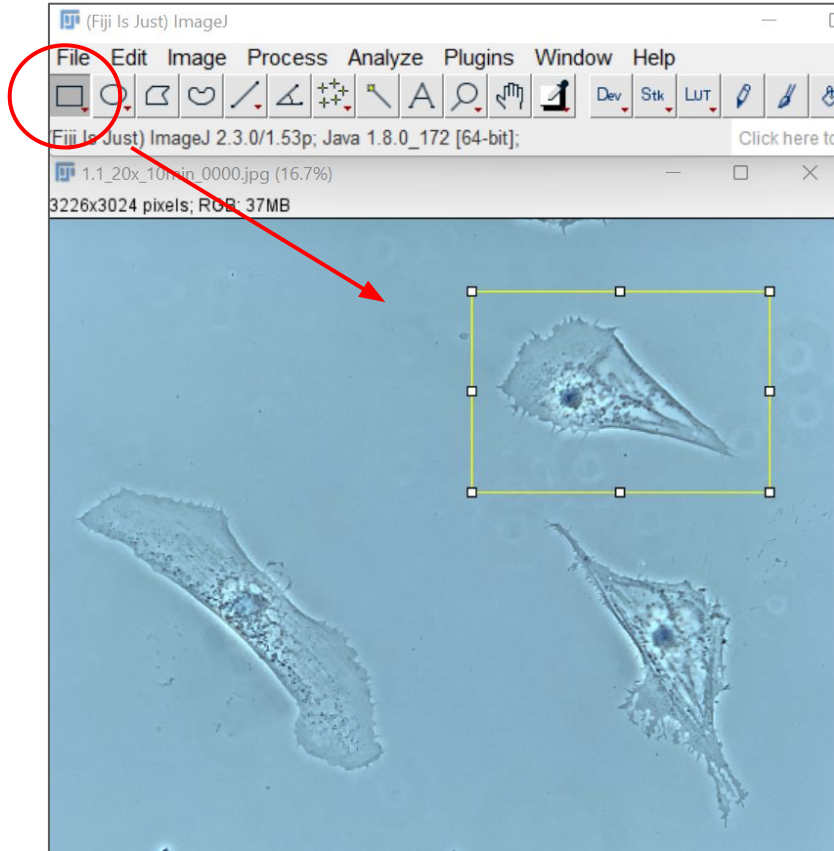 (Fiji Is Just) ImageJ
File Edit Image Process Analyze Plugins Window Help
Dev Stk LUT
(Fiji Is Just) ImageJ 2.3.0/1.53p; Java 1.8.0_172 [64-bit]; Click here to
1.1_20x_10min_0000.jpg (16.7%)
3226x3024 pixels; RGB; 37MB